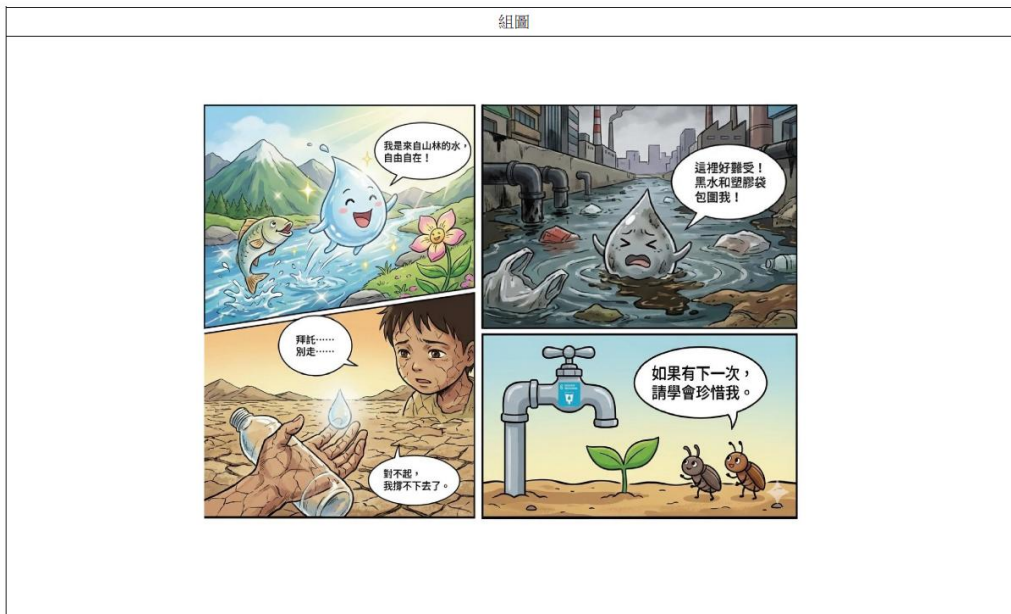 組圖
我是來自山林的水，
自由自在！
這裡好難受！
黑水和塑膠袋
包圍我！
拜託……
別走……
對不起，
我撐不下去了。
如果有下一次，
請學會珍惜我。